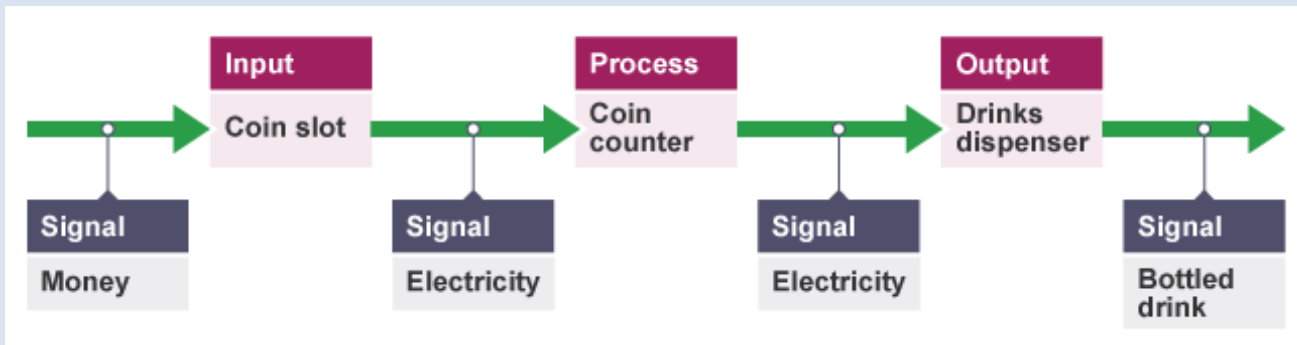 Input
Process
Output
Coin slot
Coin
counter
Drinks
dispenser
Signal
Signal
Signal
Signal
Money
Electricity
Electricity
Bottled
drink